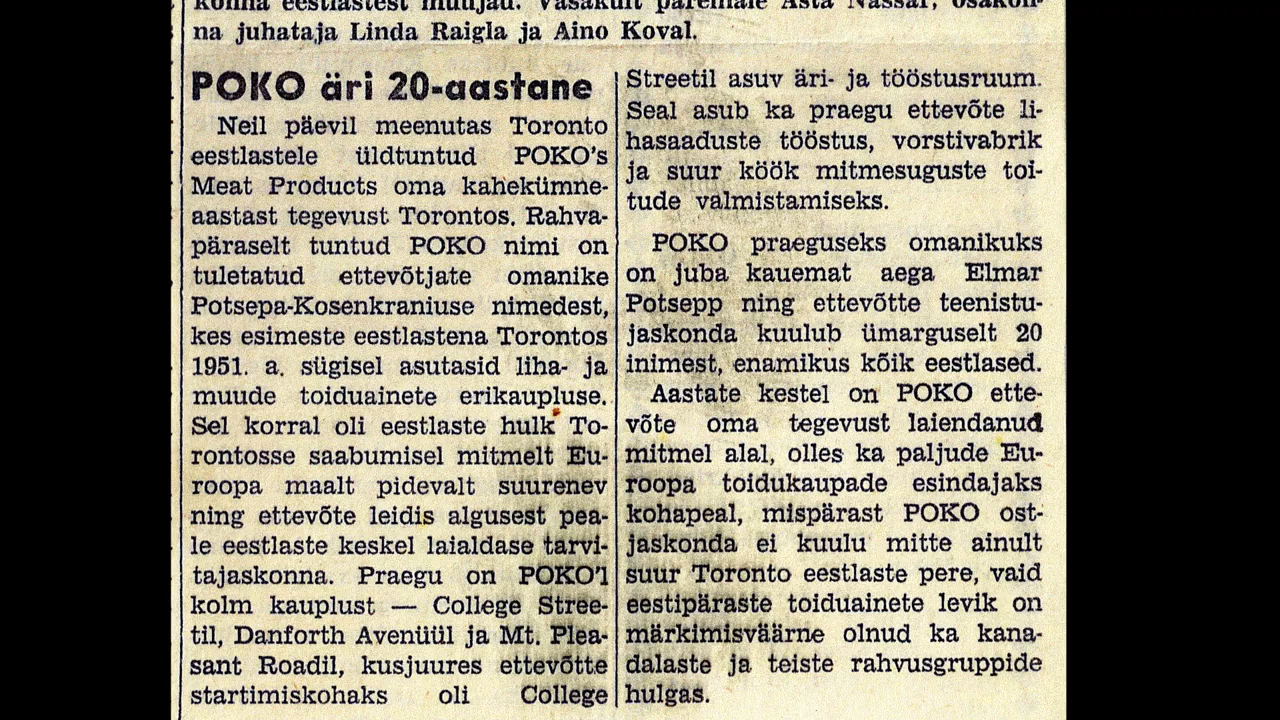 konna eestlastest müüjad. Vasakult paremale Asta Nassar, osakon-
na juhataja Linda Raigla ja Aino Koval.
POKO äri 20-aastane
Neil päevil meenutas Toronto
eestlastele üldtuntud POKO's
Meat Products oma kahekümne-
aastast tegevust Torontos. Rahva-
päraselt tuntud POKO nimi on
tuletatud ettevõtjate omanike
Potsepa-Kosenkraniuse nimedest,
kes esimeste eestlastena Torontos
1951. a. sügisel asutasid liha- ja
muude toiduainete erikaupluse.
Sel korral oli eestlaste hulk To-
rontosse saabumisel mitmelt Eu-
roopa maalt pidevalt suurenev
ning ettevõte leidis algusest pea-
le eestlaste keskel laialdase tarvi-
tajaskonna. Praegu on POKO'l
kolm kauplust — College Stree-
til, Danforth Avenüül ja Mt. Plea-
sant Roadil, kusjuures ettevõtte
startimiskohaks oli College
Streetil asuv äri- ja tööstusruum.
Seal asub ka praegu ettevõte li-
hasaaduste tööstus, vorstivabrik
ja suur köök mitmesuguste toi-
tude valmistamiseks.
POKO praeguseks omanikuks
on juba kauemat aega Elmar
Potsepp ning ettevõtte teenistu-
jaskonda kuulub ümarguselt 20
inimest, enamikus kõik eestlased.
Aastate kestel on POKO ette-
võte oma tegevust laiendanud
mitmel alal, olles ka paljude Eu-
roopa toidukaupade esindajaks
kohapeal, mispärast POKO ost-
jaskonda ei kuulu mitte ainult
suur Toronto eestlaste pere, vaid
eestipäraste toiduainete levik on
märkimisväärne olnud ka kana-
dalaste ja teiste rahvusgruppide
hulgas.